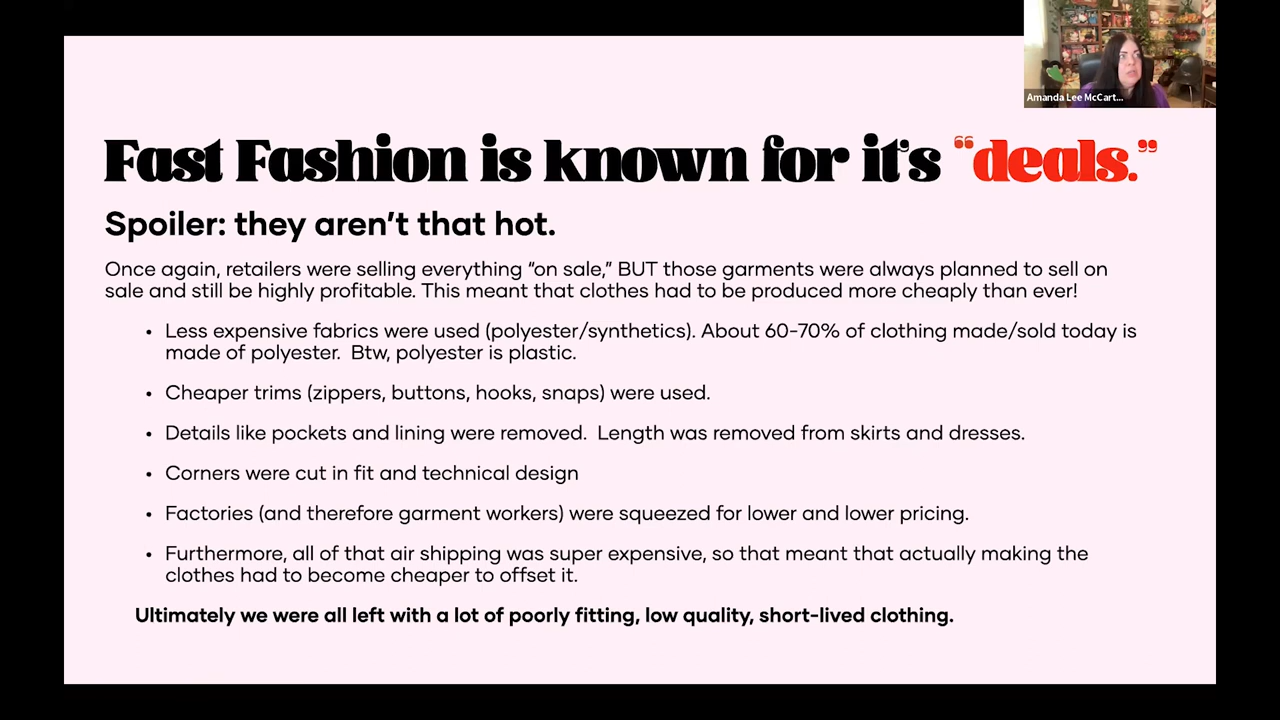 Amanda Lee McCart...
Fast Fashion is known for it's “deals.”
Spoiler: they aren’t that hot.
Once again, retailers were selling everything “on sale,” BUT those garments were always planned to sell on
sale and still be highly profitable. This meant that clothes had to be produced more cheaply than ever!
• Less expensive fabrics were used (polyester/synthetics). About 60-70% of clothing made/sold today is
made of polyester.  Btw, polyester is plastic.
• Cheaper trims (zippers, buttons, hooks, snaps) were used.
• Details like pockets and lining were removed.  Length was removed from skirts and dresses.
• Corners were cut in fit and technical design
• Factories (and therefore garment workers) were squeezed for lower and lower pricing.
• Furthermore, all of that air shipping was super expensive, so that meant that actually making the
clothes had to become cheaper to offset it.
Ultimately we were all left with a lot of poorly fitting, low quality, short-lived clothing.